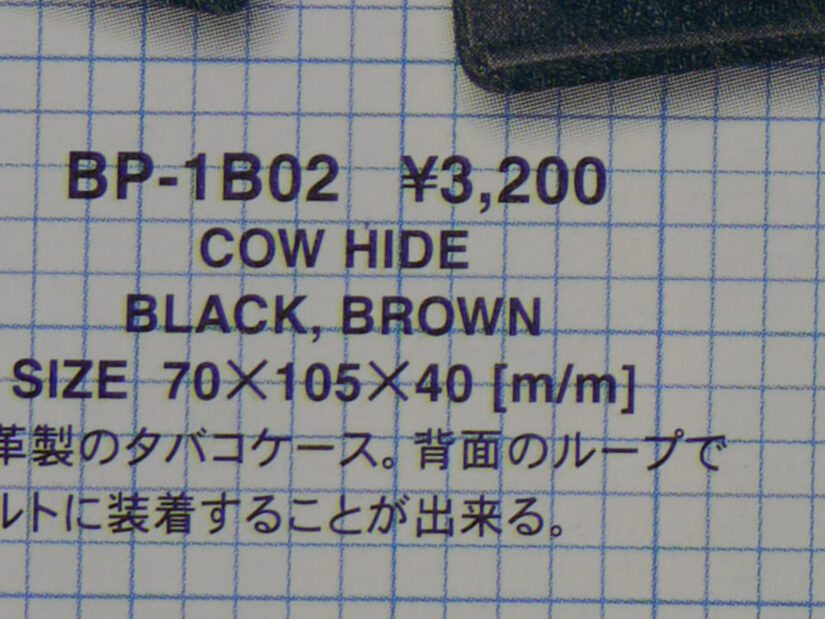 BP-1B02 ¥3,200
COW HIDE
BLACK, BROWN
SIZE 70×105×40 [m/m]
革製のタバコケース。背面のループで
ルトに装着することが出来る。